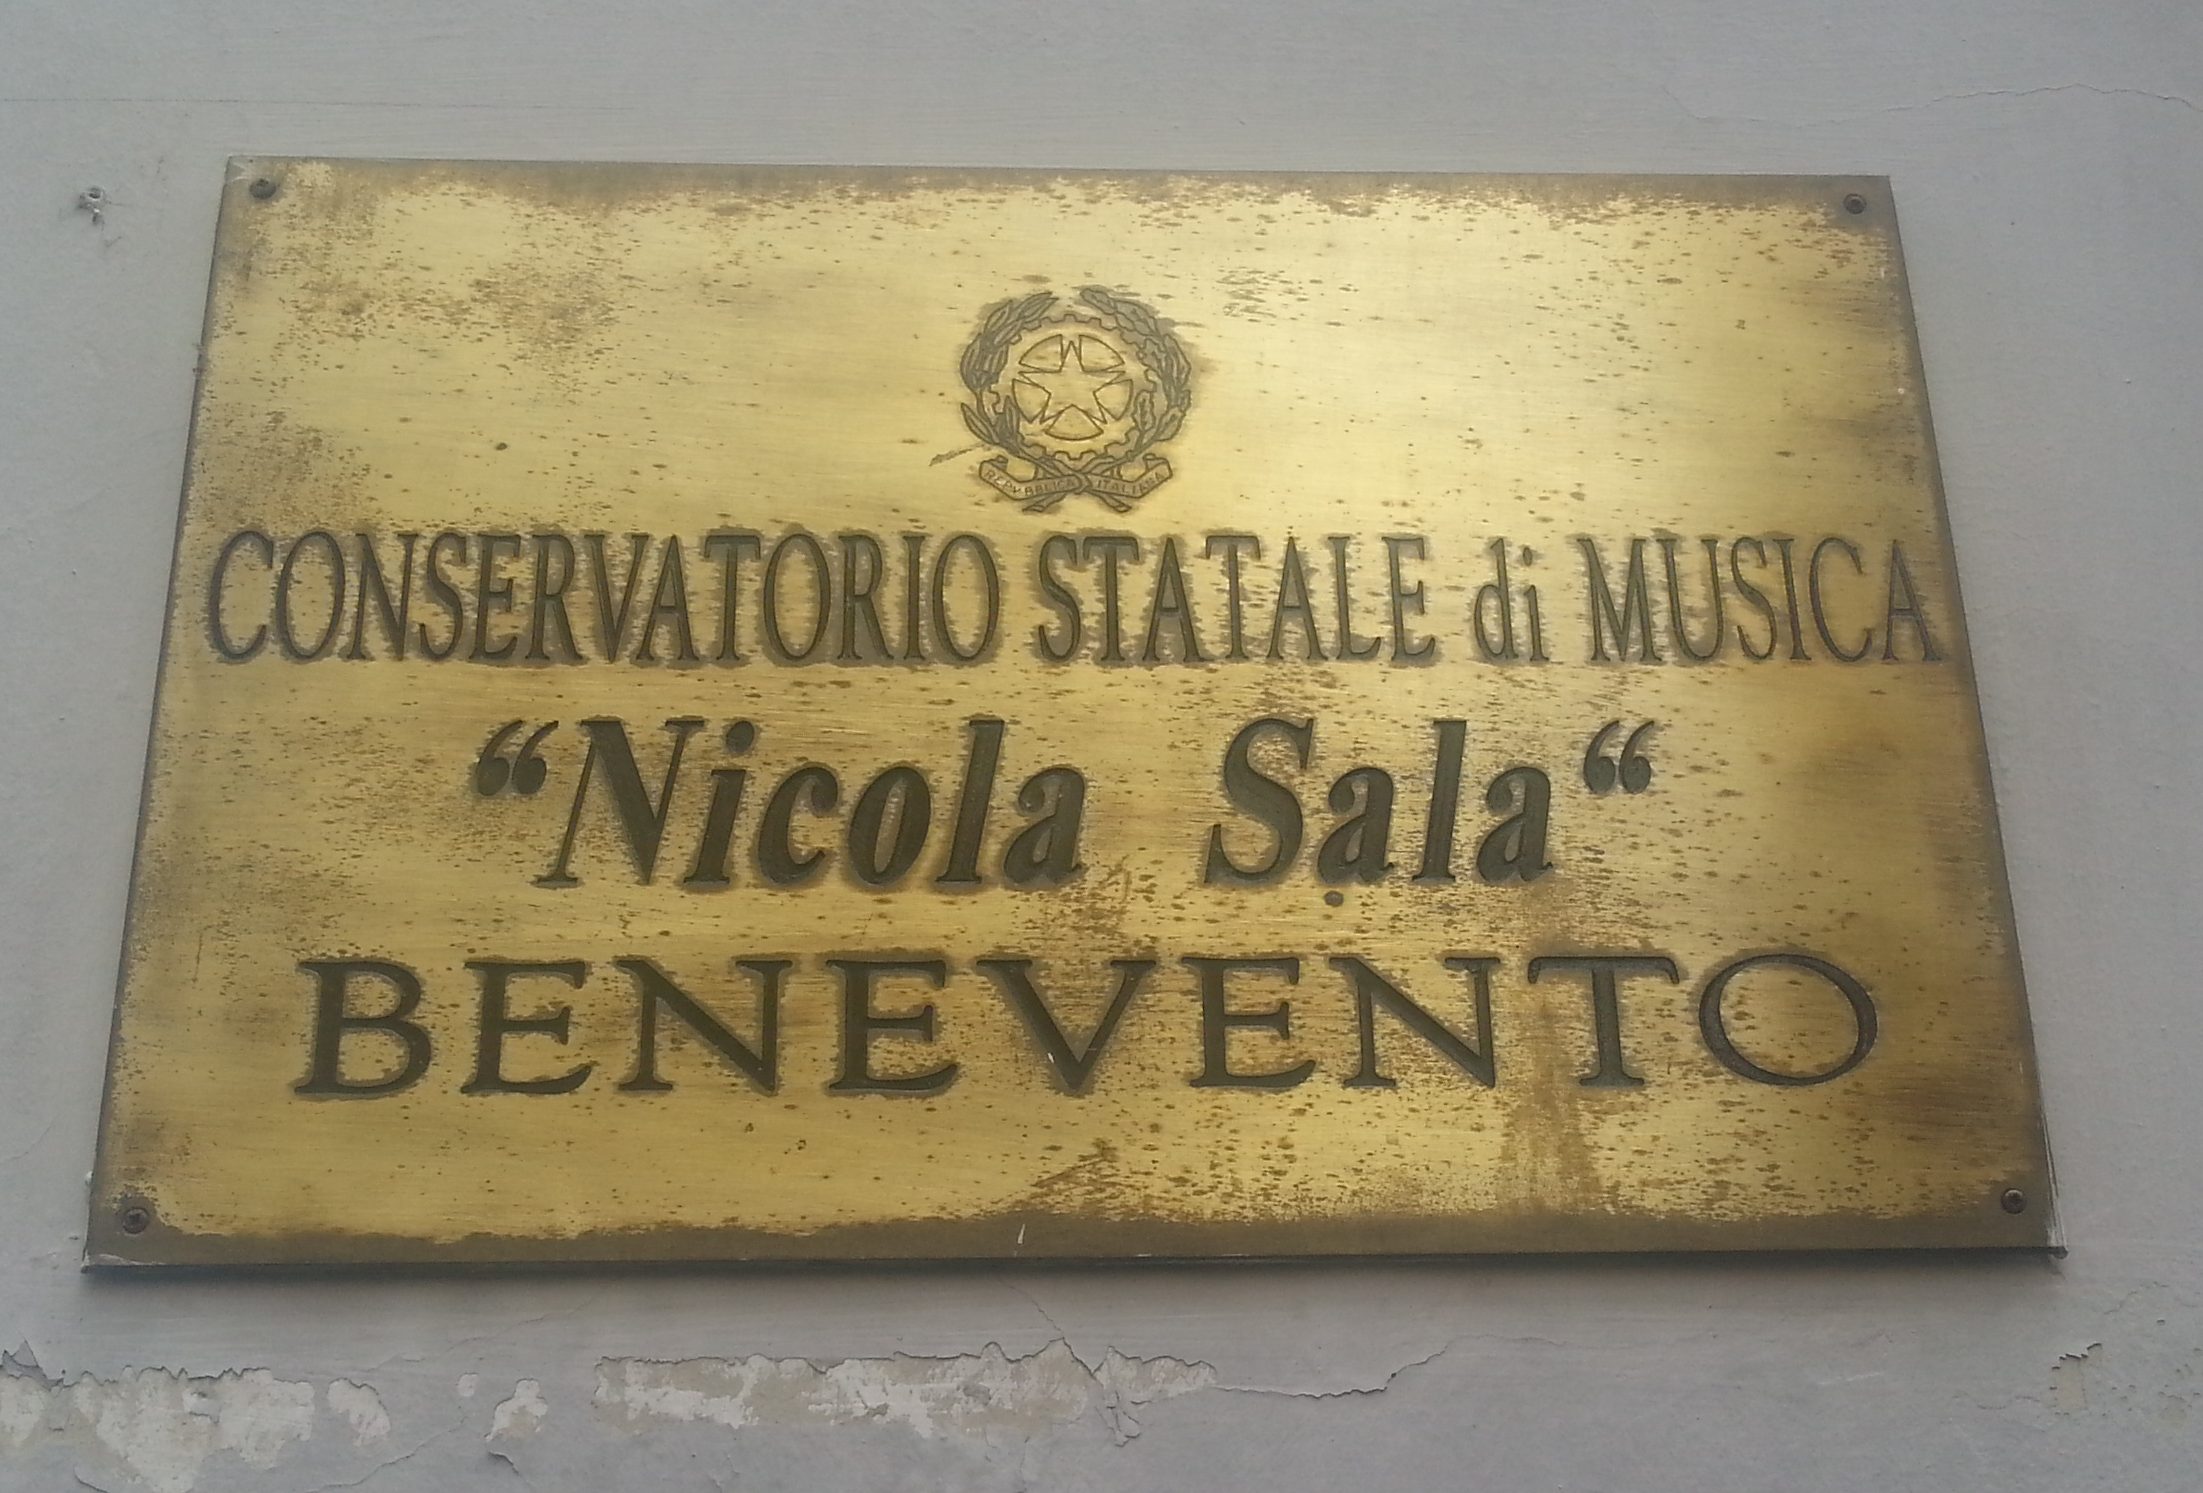 REPVBBLICA ITALIANA
CONSERVATORIO STATALE di MUSICA
“Nicola Sala“
BENEVENTO